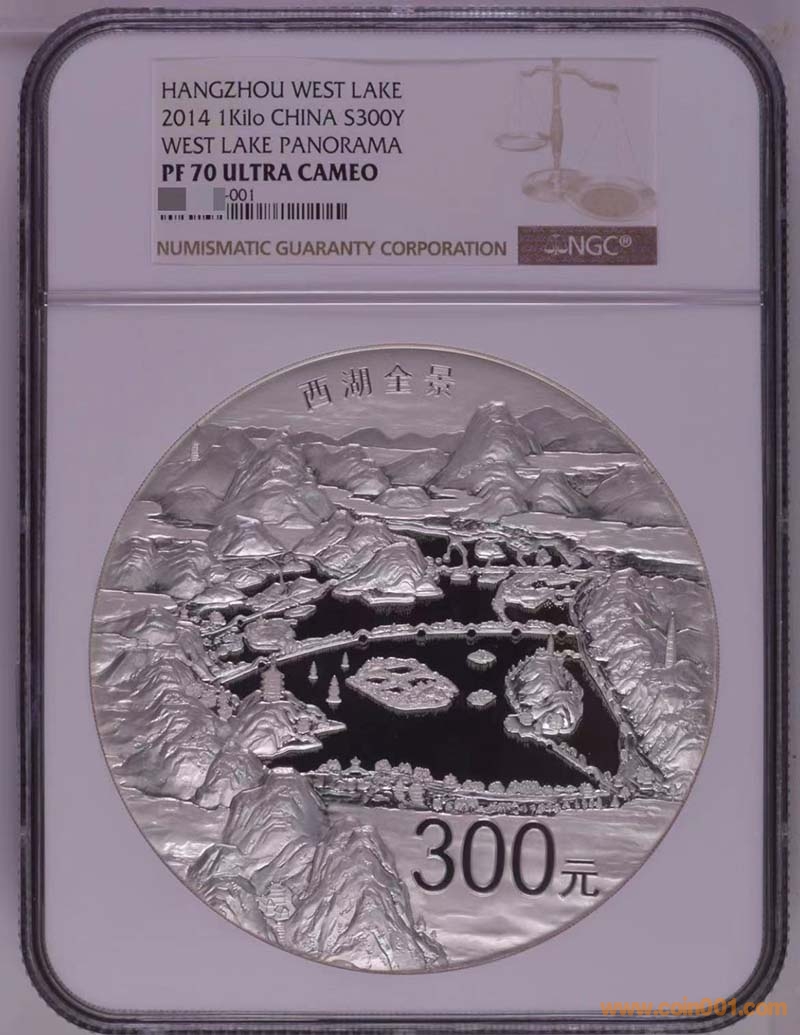 HANGZHOU WEST LAKE
2014 1Kilo CHINA S300Y
WEST LAKE PANORAMA
PF 70 ULTRA CAMEO
-001
NUMISMATIC GUARANTY CORPORATION
NGC®
西湖全景
300元
www.coin001.com